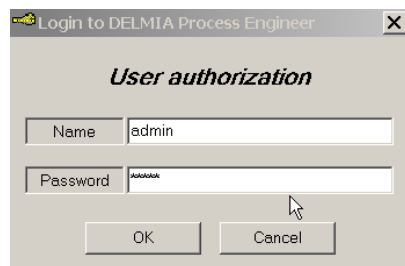 Login to DELMIA Process Engineer
User authorization
Name admin
Password *****
OK Cancel